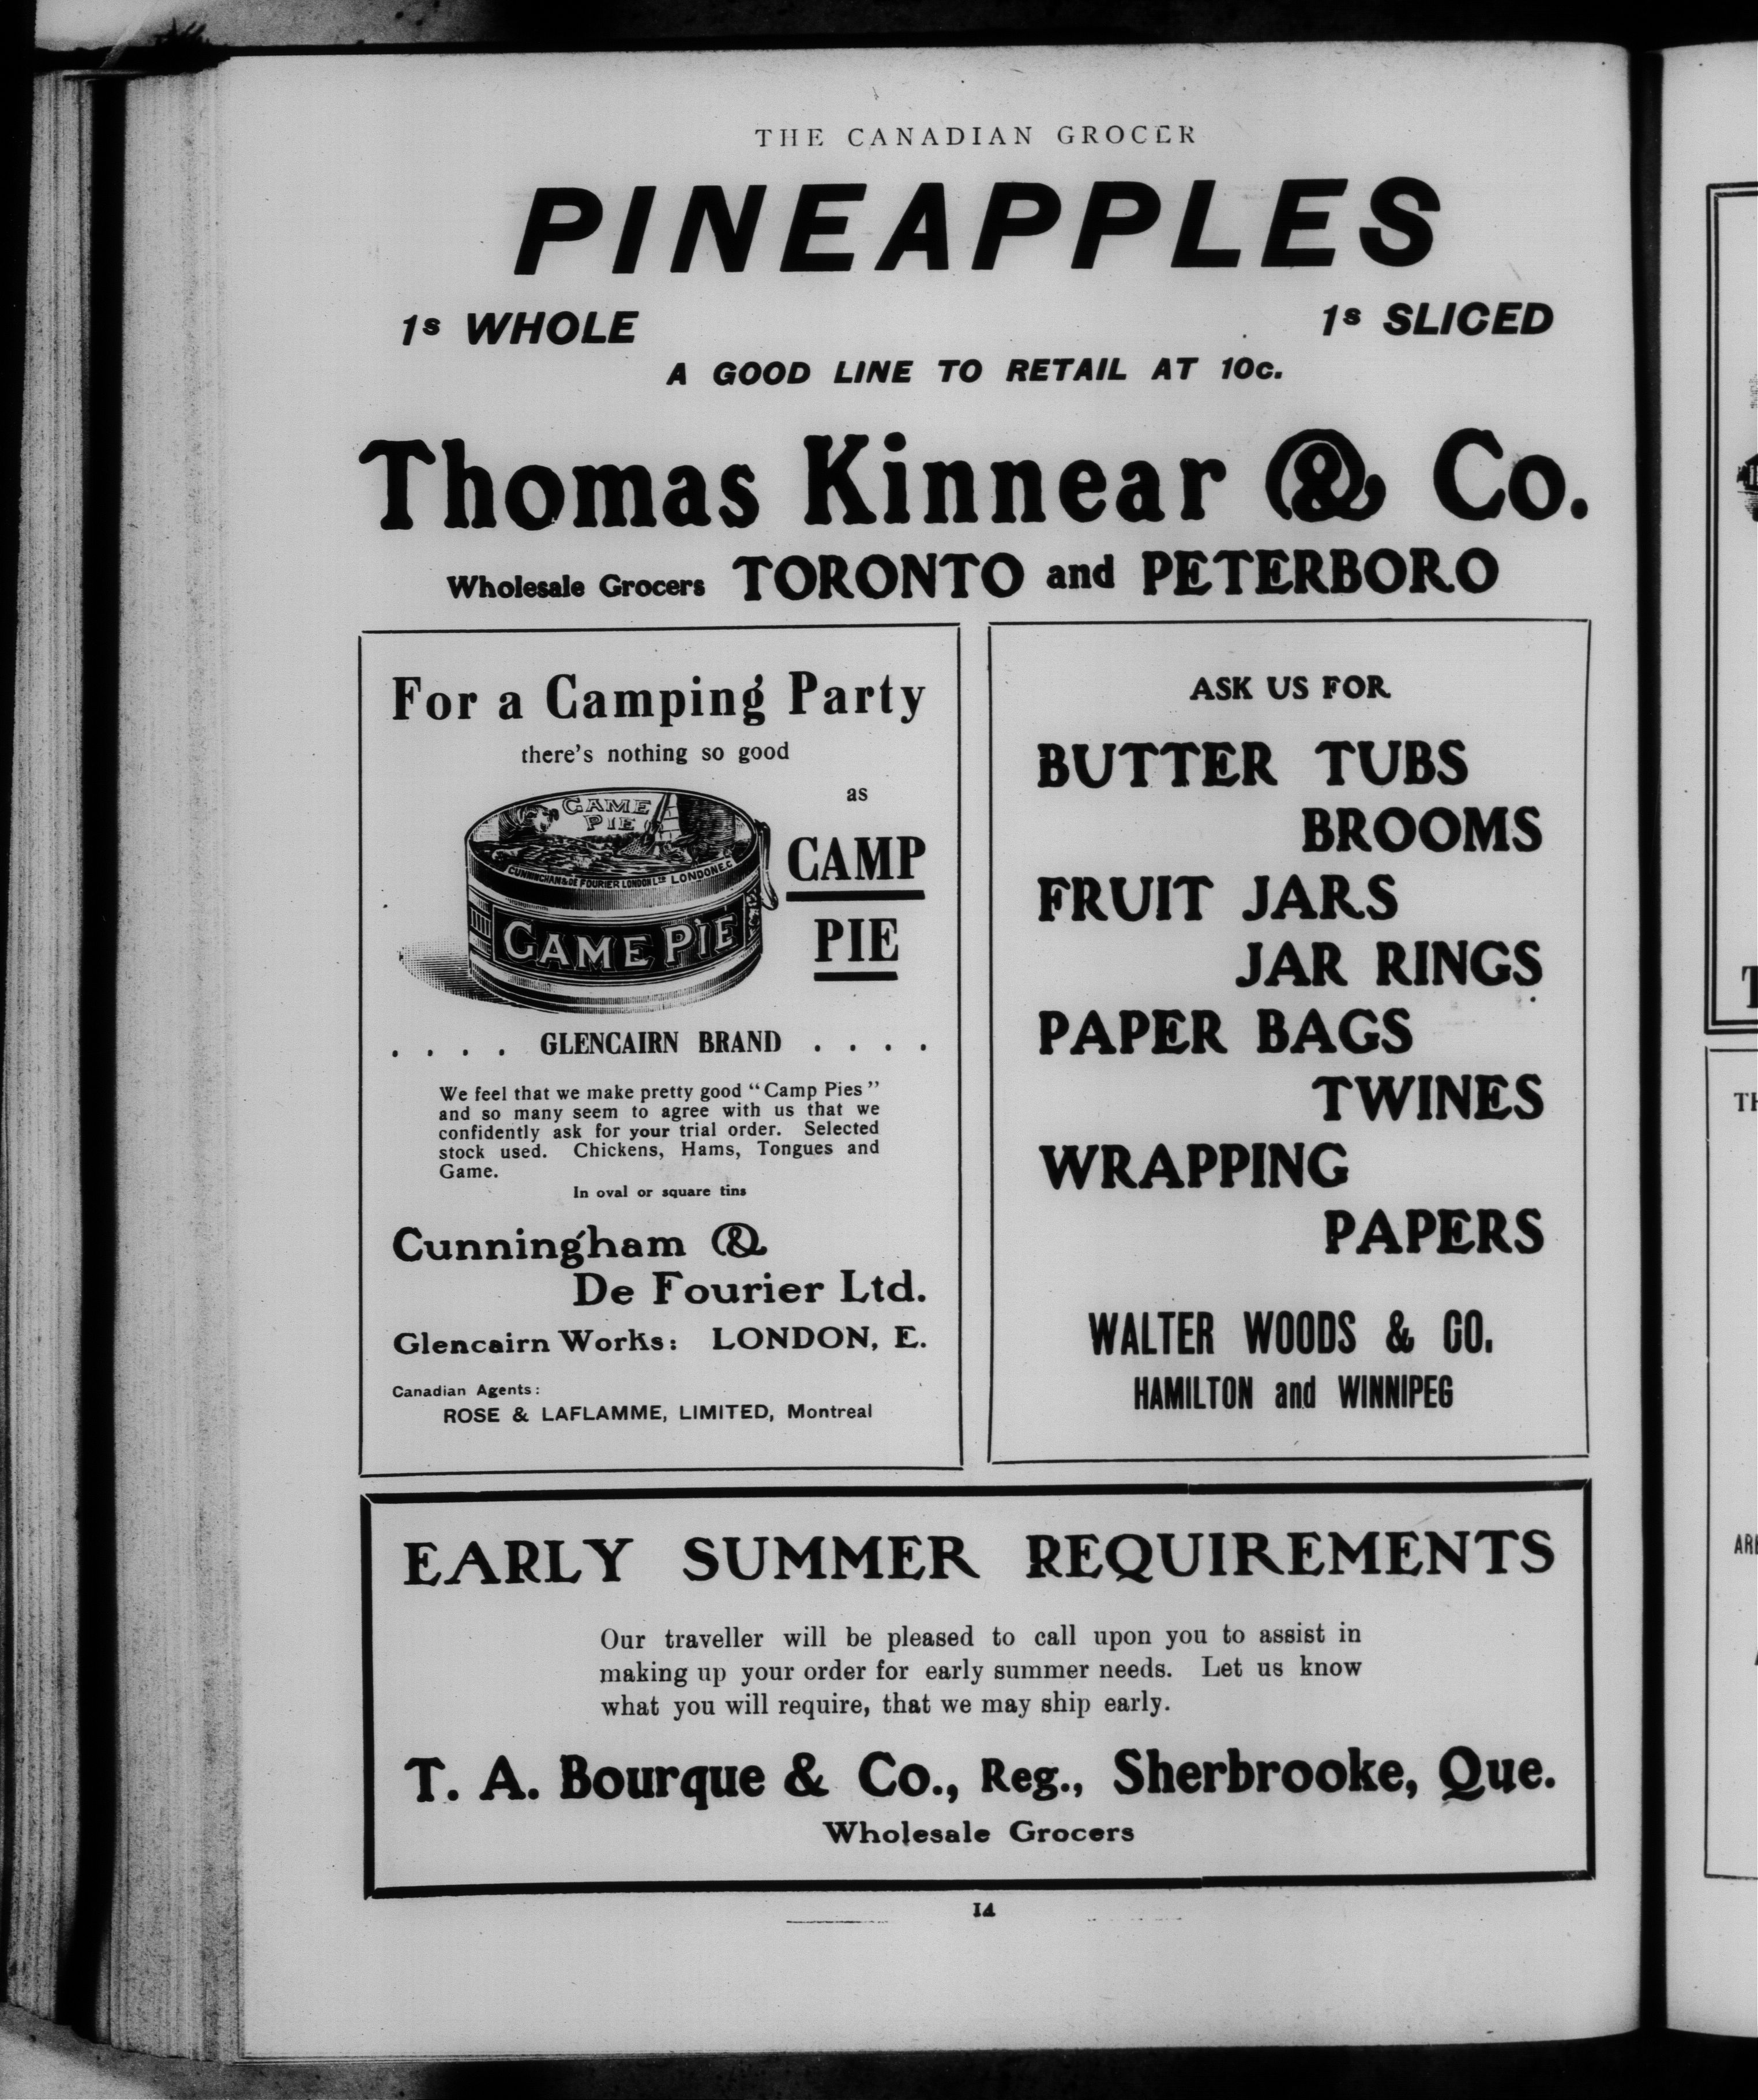 THE CANADIAN GROCER
PINEAPPLES
1s WHOLE
1s SLICED
A GOOD LINE TO RETAIL AT 10c.
Thomas Kinnear & Co.
Wholesale Grocers TORONTO and PETERBORO
For a Camping Party
there's nothing so good
as
CAMP
PIE
GAME
PIE
CUNNINGHAM & DE FOURIER LONDON LTD LONDON E.C
GAME PIE
. . . . GLENCAIRN BRAND . . . .
We feel that we make pretty good "Camp Pies"
and so many seem to agree with us that we
confidently ask for your trial order. Selected
stock used. Chickens, Hams, Tongues and
Game.
In oval or square tins
Cunningham &
De Fourier Ltd.
Glencairn Works: LONDON, E.
Canadian Agents:
ROSE & LAFLAMME, LIMITED, Montreal
ASK US FOR
BUTTER TUBS
BROOMS
FRUIT JARS
JAR RINGS
PAPER BAGS
TWINES
WRAPPING
PAPERS
WALTER WOODS & CO.
HAMILTON and WINNIPEG
EARLY SUMMER REQUIREMENTS
Our traveller will be pleased to call upon you to assist in
making up your order for early summer needs. Let us know
what you will require, that we may ship early.
T. A. Bourque & Co., Reg., Sherbrooke, Que.
Wholesale Grocers
14